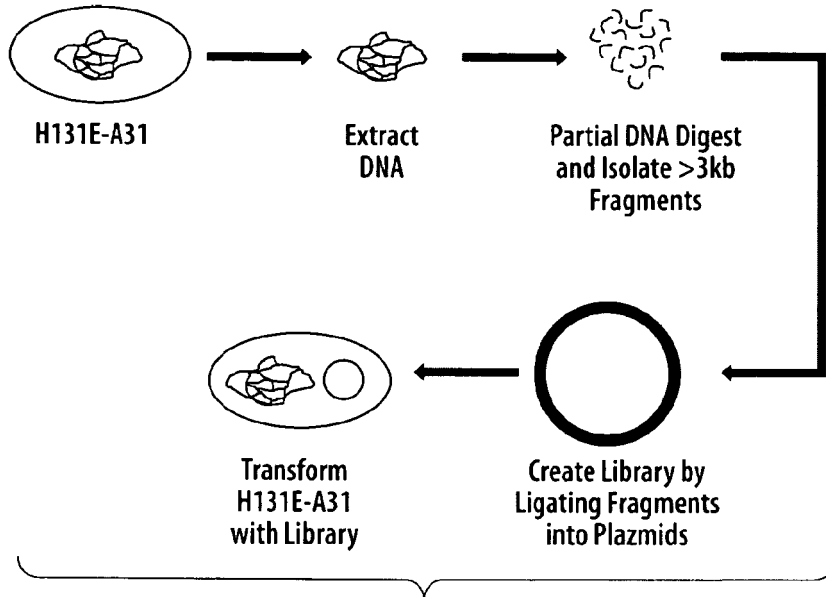 H131E-A31
Extract
DNA
Partial DNA Digest
and Isolate >3kb
Fragments
Transform
H131E-A31
with Library
Create Library by
Ligating Fragments
into Plazmids